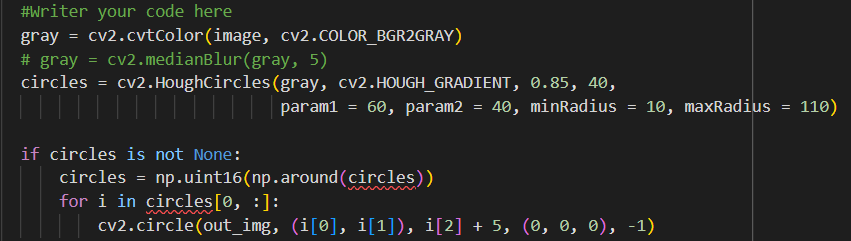 #Writer your code here
gray = cv2.cvtColor(image, cv2.COLOR_BGR2GRAY)
# gray = cv2.medianBlur(gray, 5)
circles = cv2.HoughCircles(gray, cv2.HOUGH_GRADIENT, 0.85, 40,
param1 = 60, param2 = 40, minRadius = 10, maxRadius = 110)
if circles is not None:
circles = np.uint16(np.around(circles))
for i in circles[0, :]:
cv2.circle(out_img, (i[0], i[1]), i[2] + 5, (0, 0, 0), -1)